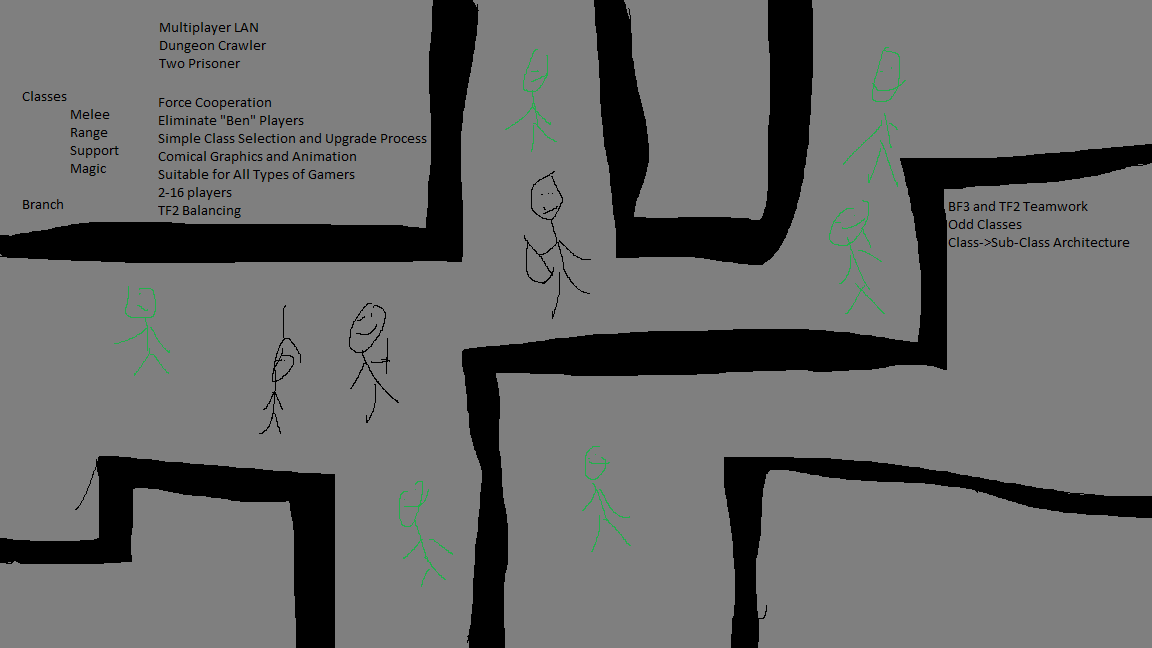 Multiplayer LAN
Dungeon Crawler
Two Prisoner
Classes
Melee
Range
Support
Magic
Branch
Force Cooperation
Eliminate "Ben" Players
Simple Class Selection and Upgrade Process
Comical Graphics and Animation
Suitable for All Types of Gamers
2-16 players
TF2 Balancing
BF3 and TF2 Teamwork
Odd Classes
Class->Sub-Class Architecture